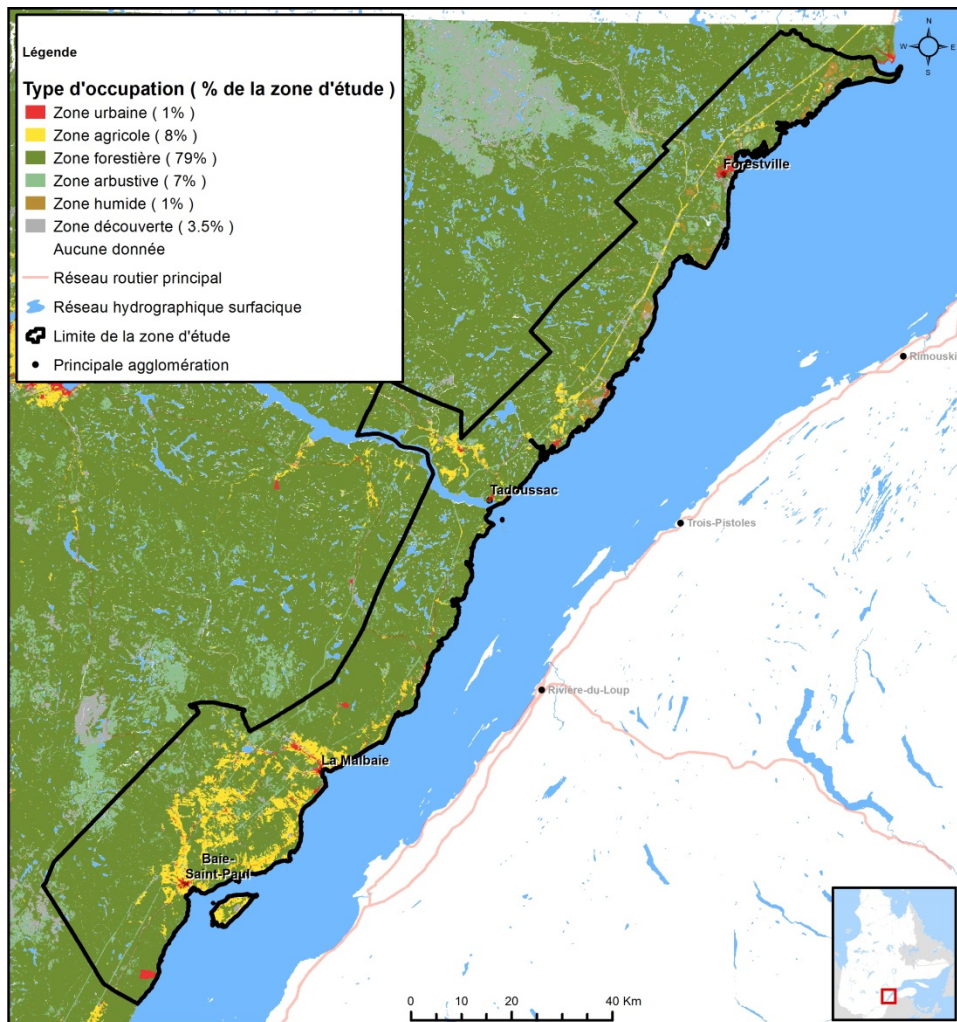 Légende
Type d'occupation ( % de la zone d'étude )
Zone urbaine ( 1% )
Zone agricole ( 8% )
Zone forestière ( 79% )
Zone arbustive ( 7% )
Zone humide ( 1% )
Zone découverte ( 3.5% )
Aucune donnée
Réseau routier principal
Réseau hydrographique surfacique
Limite de la zone d'étude
Principale agglomération
N
W E
S
Forestville
Rimouski
Tadoussac
Trois-Pistoles
Rivière-du-Loup
La Malbaie
Baie-
Saint-Paul
0 10 20 40 Km